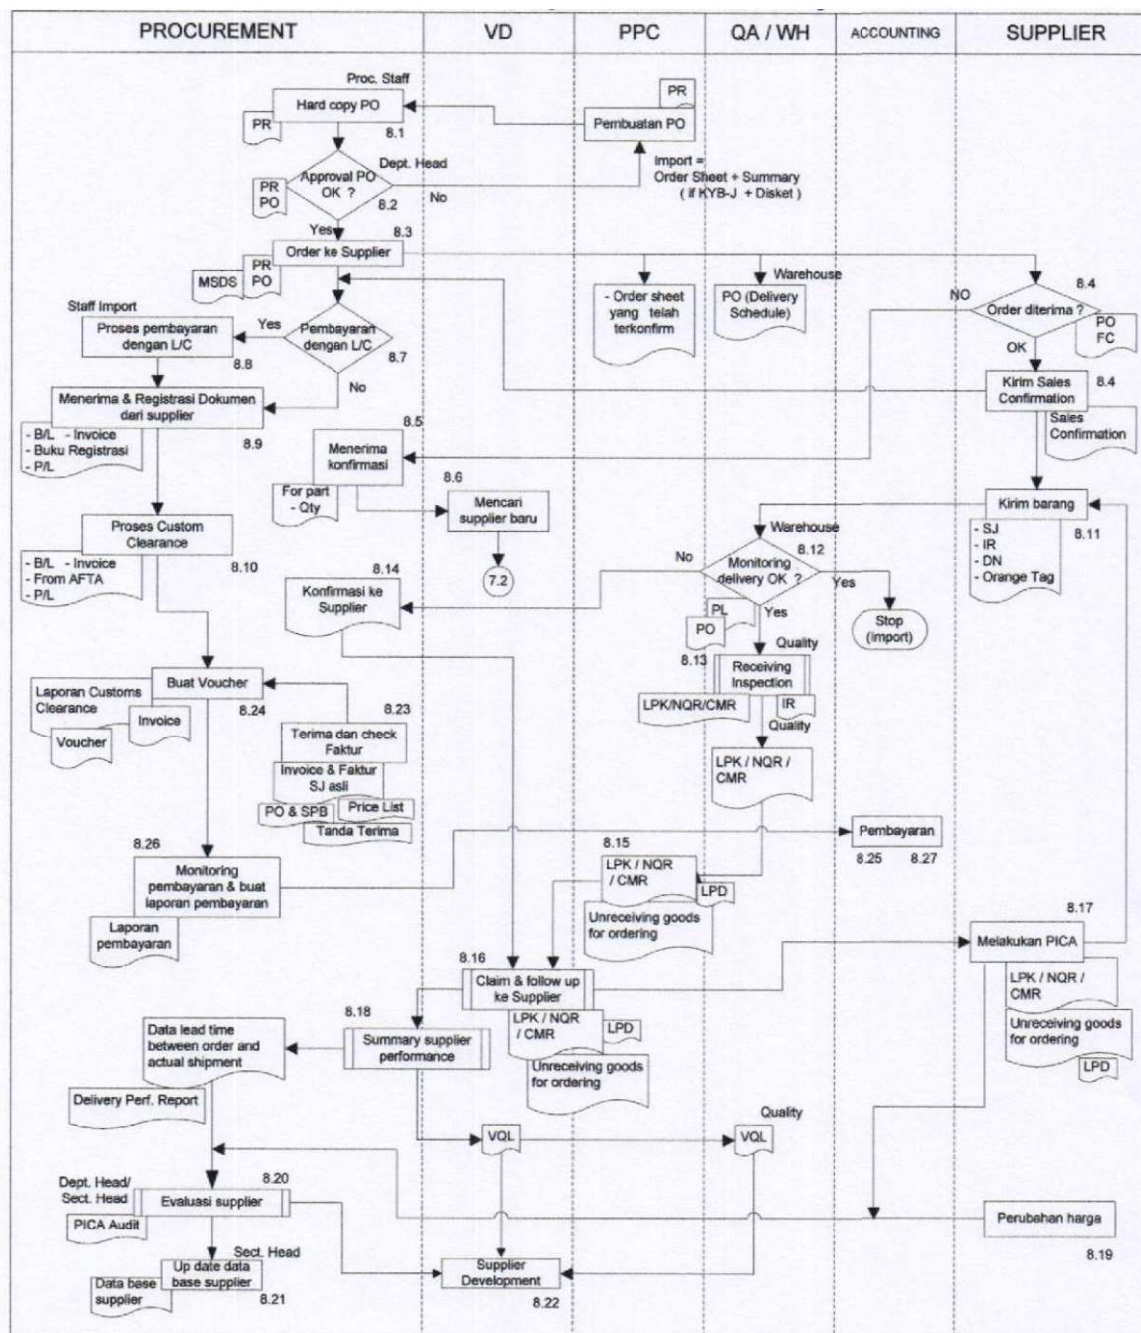 PROCUREMENT
VD
PPC
QA / WH
ACCOUNTING
SUPPLIER
Proc. Staff
Hard copy PO
PR
8.1
PR
Pembuatan PO
Approval PO
OK ?
Dept. Head
8.2
No
PR
PO
Yes
Import =
Order Sheet + Summary
( if KYB-J + Disket )
8.3
Order ke Supplier
MSDS
PR
PO
- Order sheet
yang telah
terkonfirm
Warehouse
PO (Delivery
Schedule)
8.4
NO
Order diterima ?
PO
FC
OK
Staff Import
Proses pembayaran
dengan L/C
8.8
Yes
Pembayaran
dengan L/C
8.7
No
Kirim Sales
Confirmation
8.4
Sales
Confirmation
Menerima & Registrasi Dokumen
dari supplier
- B/L - Invoice
- Buku Registrasi
- P/L
8.9
8.5
Menerima
konfirmasi
For part
- Qty
8.6
Mencari
supplier baru
7.2
Kirim barang
- SJ
- IR
- DN
- Orange Tag
8.11
Proses Custom
Clearance
- B/L - Invoice
- From AFTA
- P/L
8.10
8.14
Konfirmasi ke
Supplier
Warehouse
8.12
No
Monitoring
delivery OK ?
Yes
Yes
PL
PO
Stop
(Import)
8.13
Quality
Receiving
Inspection
LPK/NQR/CMR
IR
Quality
LPK / NQR /
CMR
Buat Voucher
8.24
Laporan Customs
Clearance
Invoice
Voucher
8.23
Terima dan check
Faktur
Invoice & Faktur
SJ asli
PO & SPB
Price List
Tanda Terima
8.26
Monitoring
pembayaran & buat
laporan pembayaran
Laporan
pembayaran
Pembayaran
8.25
8.27
8.15
LPK / NQR
/ CMR
LPD
Unreceiving goods
for ordering
8.17
Melakukan PICA
LPK / NQR /
CMR
Unreceiving goods
for ordering
LPD
8.16
Claim & follow up
ke Supplier
LPK / NQR
/ CMR
LPD
Unreceiving goods
for ordering
8.18
Summary supplier
performance
Data lead time
between order and
actual shipment
Delivery Perf. Report
VQL
Quality
VQL
Dept. Head/
Sect. Head
8.20
Evaluasi supplier
PICA Audit
Sect. Head
Up date data
base supplier
Data base
supplier
8.21
Supplier
Development
8.22
Perubahan harga
8.19